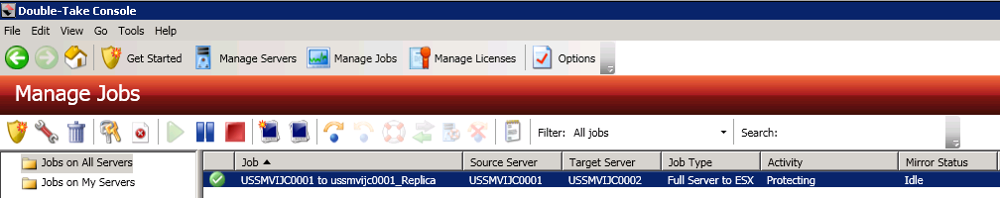 Double-Take Console
File Edit View Go Tools Help
Get Started Manage Servers Manage Jobs Manage Licenses Options
Manage Jobs
Filter: All jobs Search:
Jobs on All Servers
Jobs on My Servers
Job Source Server Target Server Job Type Activity Mirror Status
USSMVIJC0001 to ussmvijc0001_Replica USSMVIJC0001 USSMVIJC0002 Full Server to ESX Protecting Idle